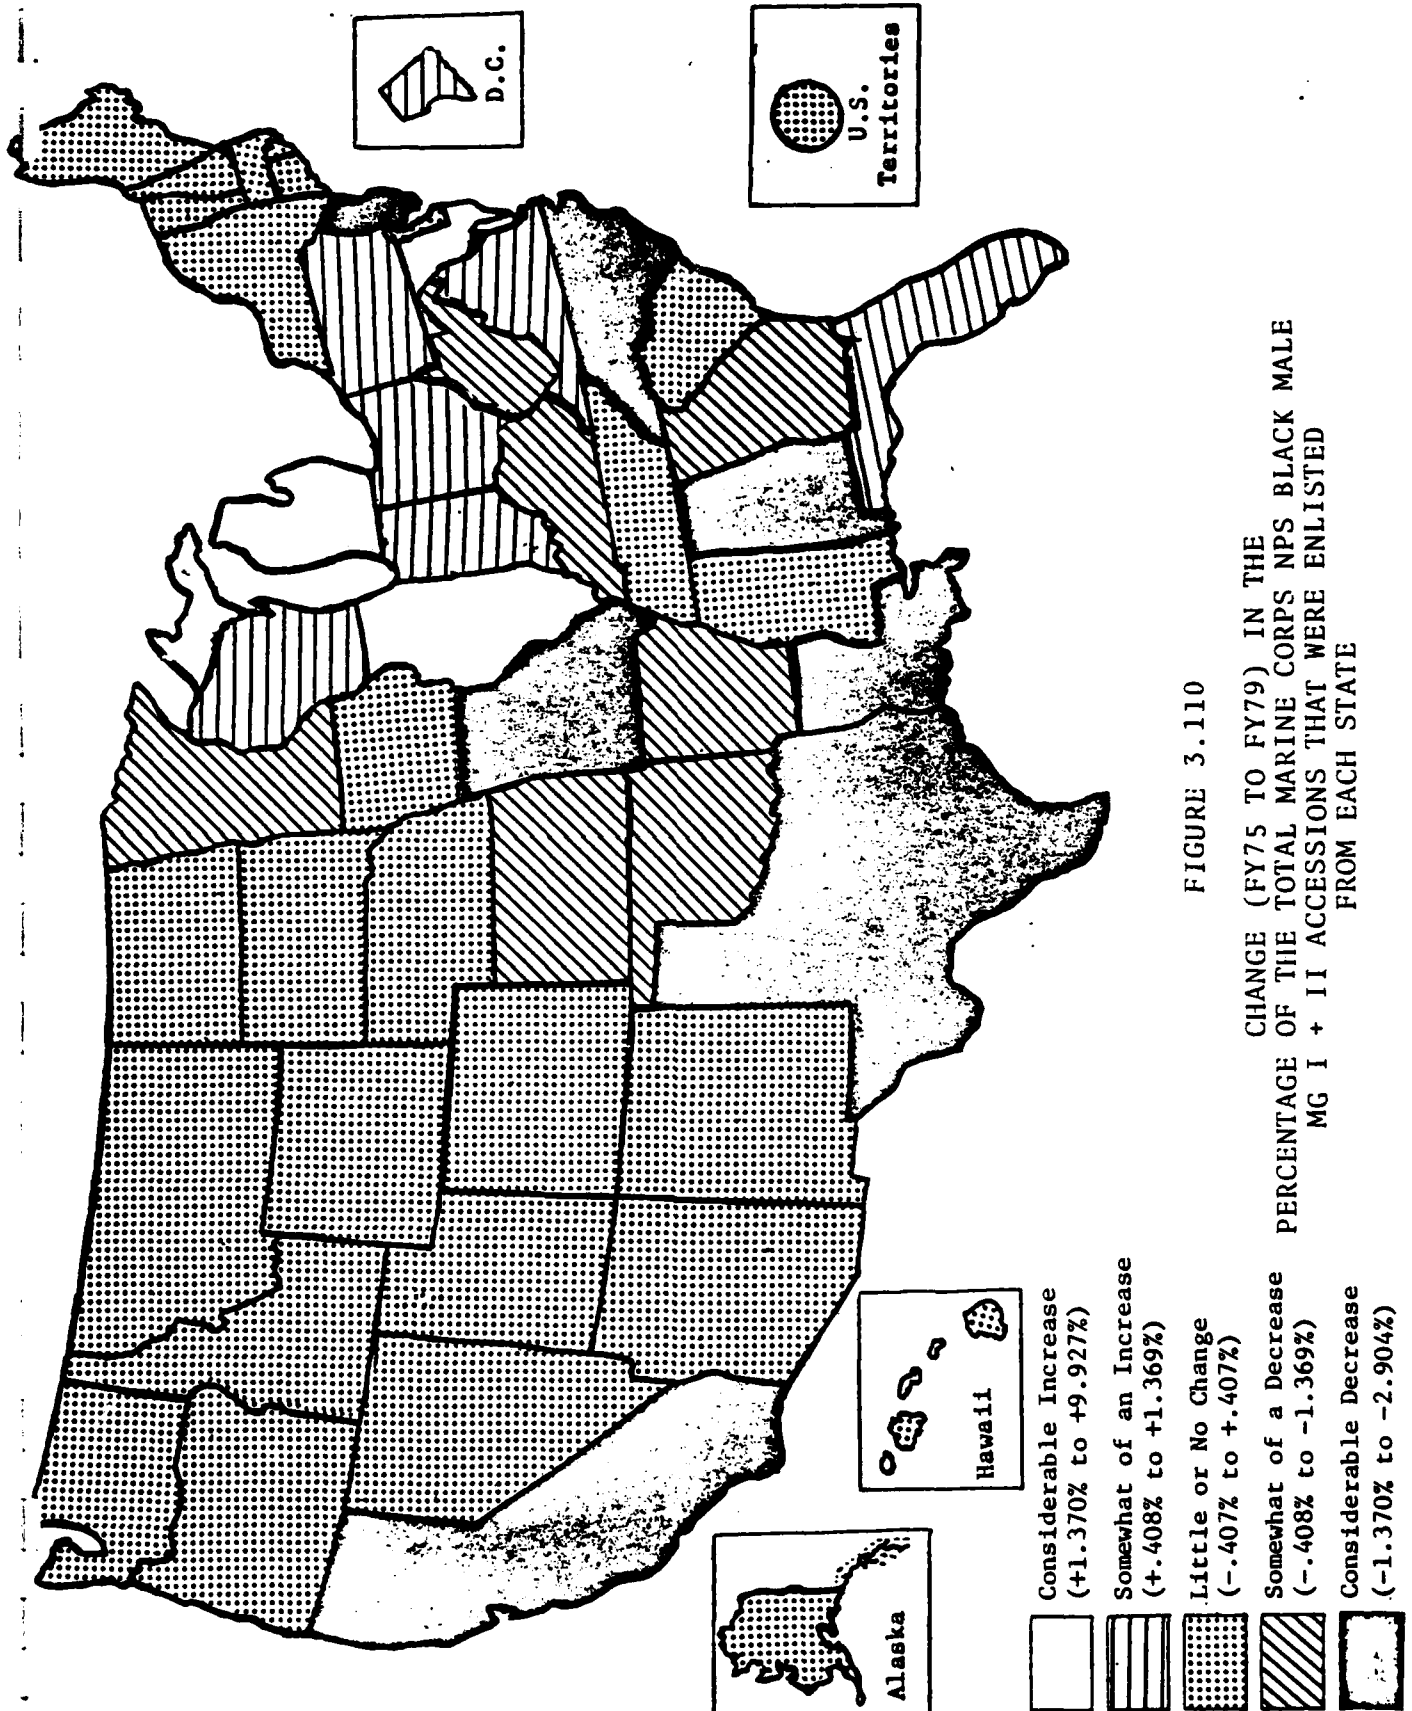 D.C.
U.S.
Territories
Alaska
Hawaii
Considerable Increase
(+1.370% to +9.927%)
Somewhat of an Increase
(+.408% to +1.369%)
Little or No Change
(-.407% to +.407%)
Somewhat of a Decrease
(-.408% to -1.369%)
Considerable Decrease
(-1.370% to -2.904%)
FIGURE 3.110
CHANGE (FY75 TO FY79) IN THE
PERCENTAGE OF THE TOTAL MARINE CORPS NPS BLACK MALE
MG I + II ACCESSIONS THAT WERE ENLISTED
FROM EACH STATE